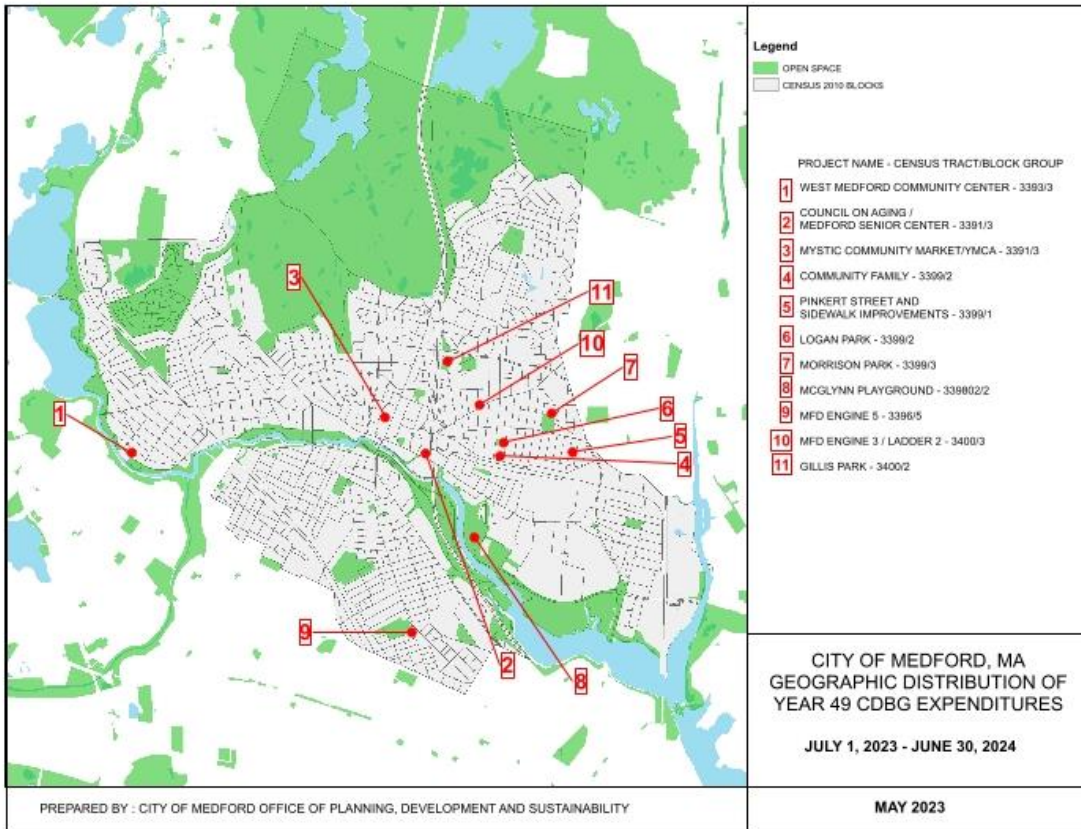 Legend
OPEN SPACE
CENSUS 2010 BLOCKS
PROJECT NAME - CENSUS TRACT/BLOCK GROUP
1 WEST MEDFORD COMMUNITY CENTER - 3393/3
2 COUNCIL ON AGING /
MEDFORD SENIOR CENTER - 3391/3
3 MYSTIC COMMUNITY MARKET/YMCA - 3391/3
4 COMMUNITY FAMILY - 3399/2
5 PINKERT STREET AND
SIDEWALK IMPROVEMENTS - 3399/1
6 LOGAN PARK - 3399/2
7 MORRISON PARK - 3399/3
8 MCGLYNN PLAYGROUND - 339802/2
9 MFD ENGINE 5 - 3396/5
10 MFD ENGINE 3 / LADDER 2 - 3400/3
11 GILLIS PARK - 3400/2
3
11
10
7
6
1
5
4
9
2
8
CITY OF MEDFORD, MA
GEOGRAPHIC DISTRIBUTION OF
YEAR 49 CDBG EXPENDITURES
JULY 1, 2023 - JUNE 30, 2024
PREPARED BY : CITY OF MEDFORD OFFICE OF PLANNING, DEVELOPMENT AND SUSTAINABILITY
MAY 2023